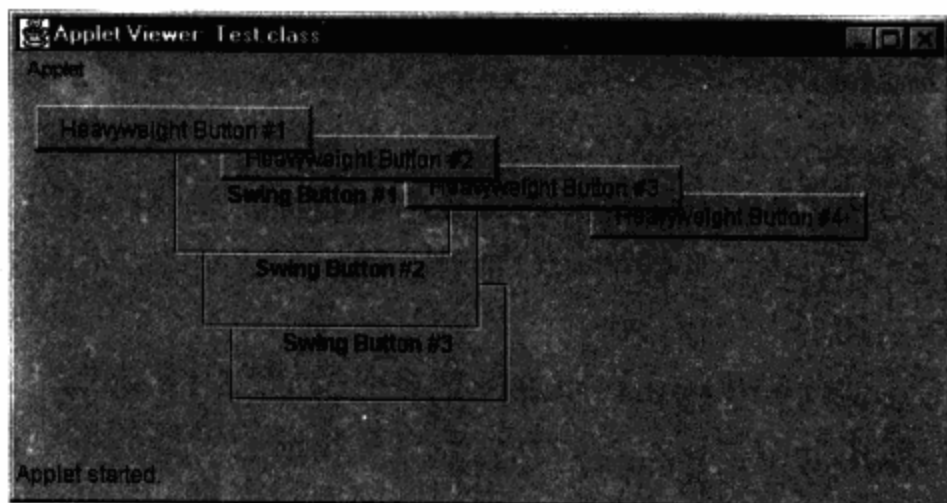 Applet Viewer: Test.class
Applet
Heavyweight Button #1
Heavyweight Button #2
Swing Button #1
Heavyweight Button #3
Heavyweight Button #4
Swing Button #2
Swing Button #3
Applet started.